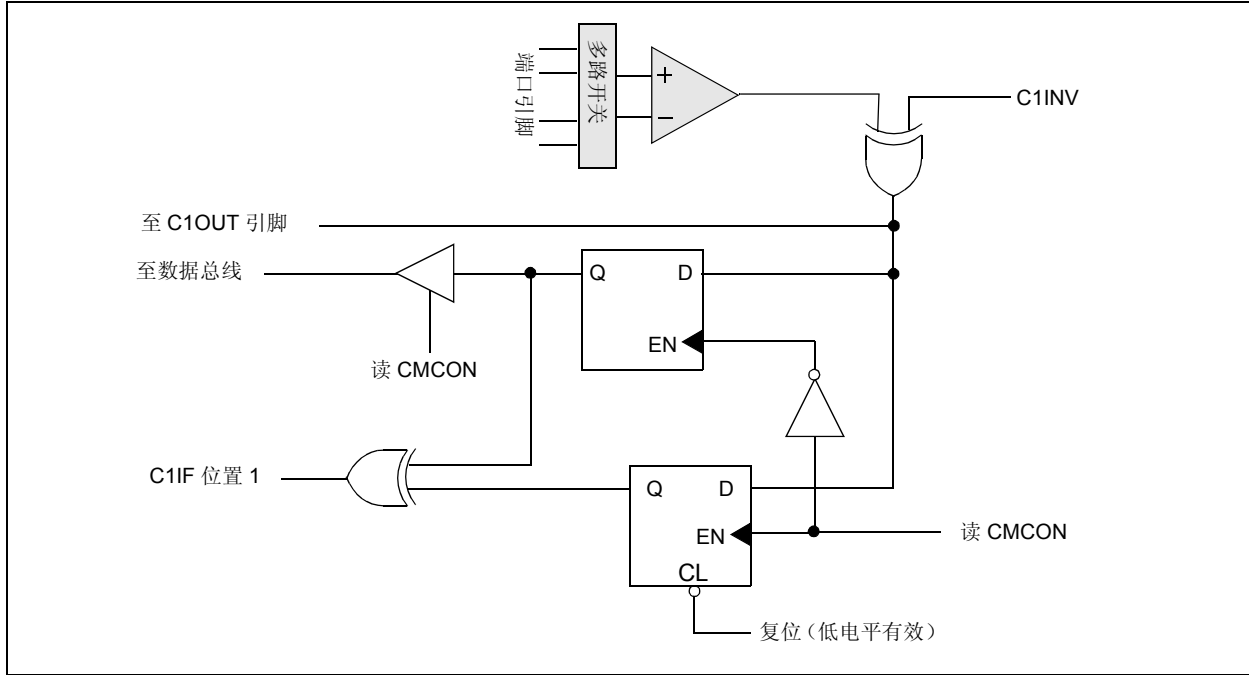 端口引脚
多路开关
+
−
C1INV
至 C1OUT 引脚
至数据总线
Q
D
EN
读 CMCON
C1IF 位置 1
Q
D
EN
CL
读 CMCON
复位（低电平有效）